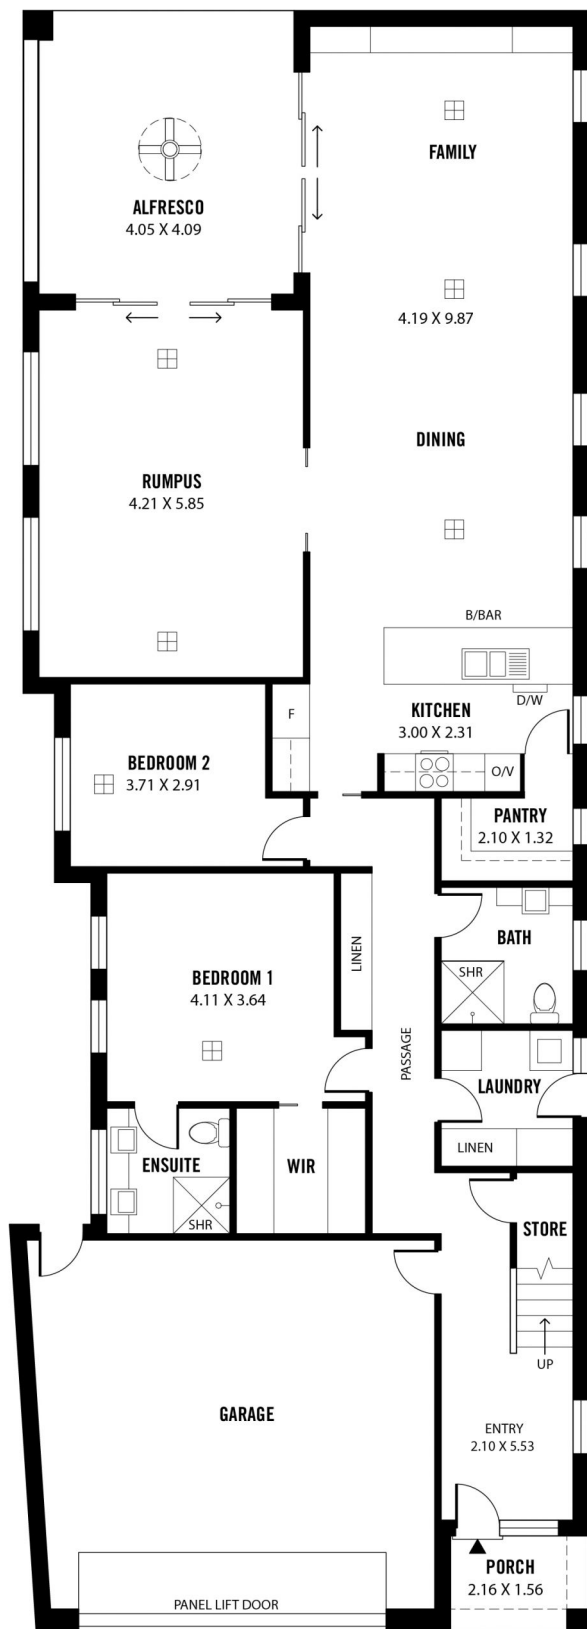 FAMILY
ALFRESCO
4.05 X 4.09
4.19 X 9.87
DINING
RUMPUS
4.21 X 5.85
B/BAR
D/W
KITCHEN
3.00 X 2.31
F
O/V
BEDROOM 2
3.71 X 2.91
PANTRY
2.10 X 1.32
LINEN
BATH
SHR
BEDROOM 1
4.11 X 3.64
PASSAGE
LAUNDRY
LINEN
ENSUITE
SHR
WIR
STORE
UP
GARAGE
ENTRY
2.10 X 5.53
PORCH
2.16 X 1.56
PANEL LIFT DOOR